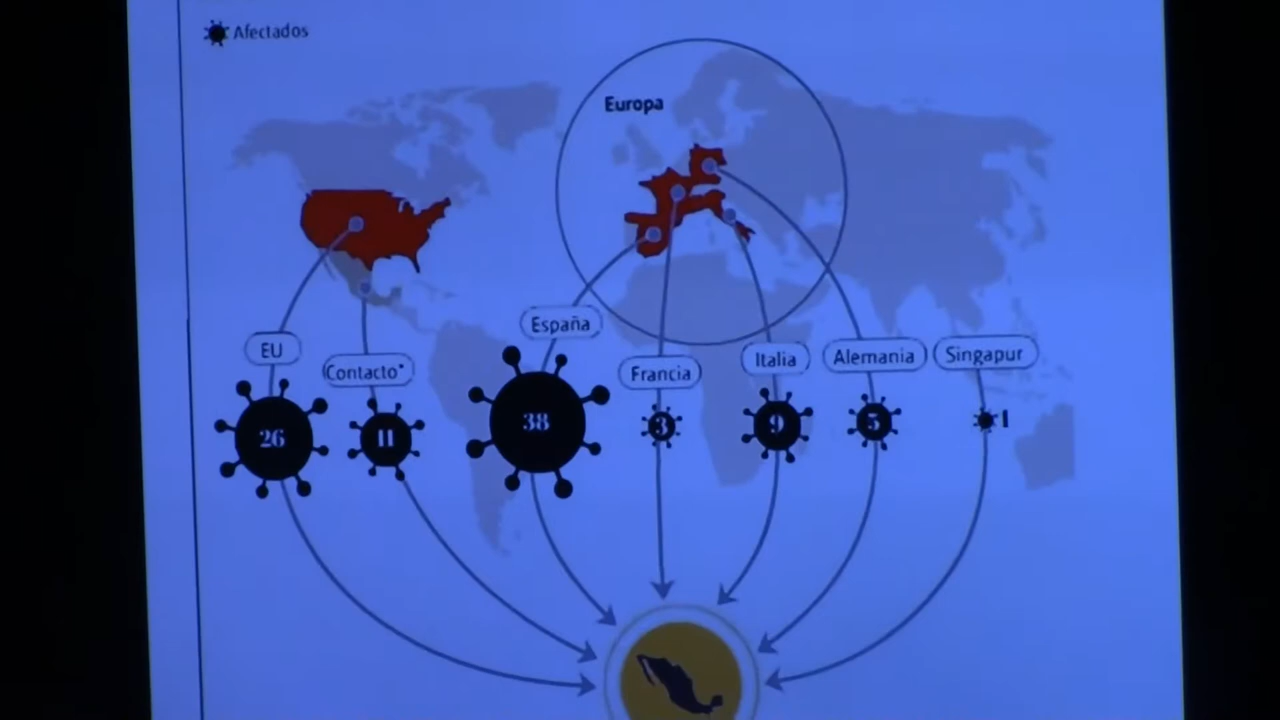 Afectados
Europa
España
EU
Contacto*
Francia
Italia
Alemania
Singapur
26
11
38
3
9
5
1